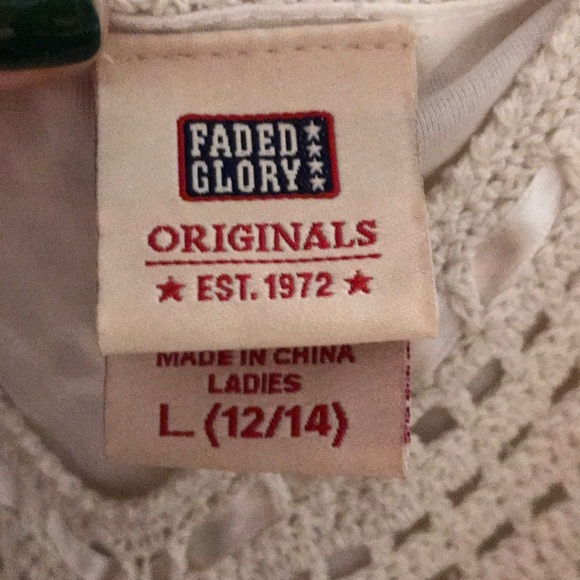 FADED
GLORY
ORIGINALS
EST. 1972
MADE IN CHINA
LADIES
L (12/14)